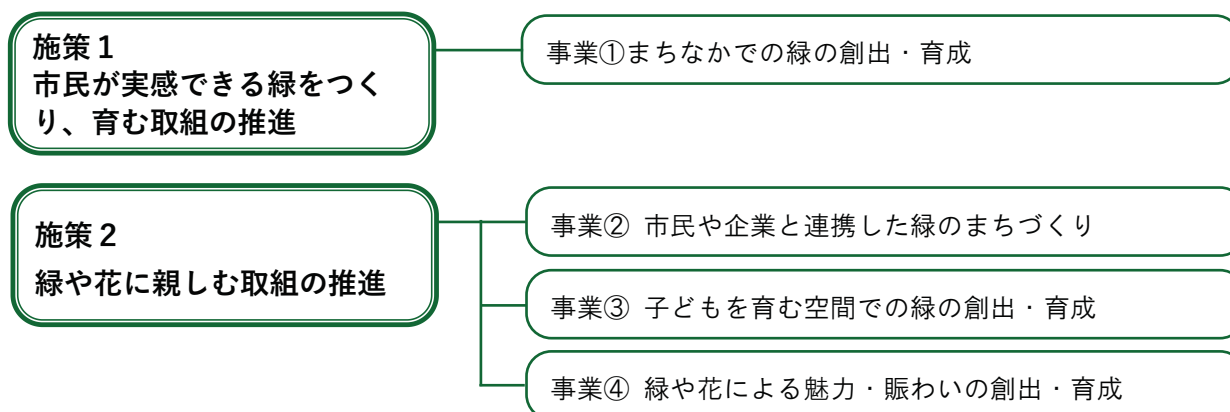 施策1
市民が実感できる緑をつく
り、育む取組の推進
事業①まちなかでの緑の創出・育成
施策2
緑や花に親しむ取組の推進
事業② 市民や企業と連携した緑のまちづくり
事業③ 子どもを育む空間での緑の創出・育成
事業④ 緑や花による魅力・賑わいの創出・育成